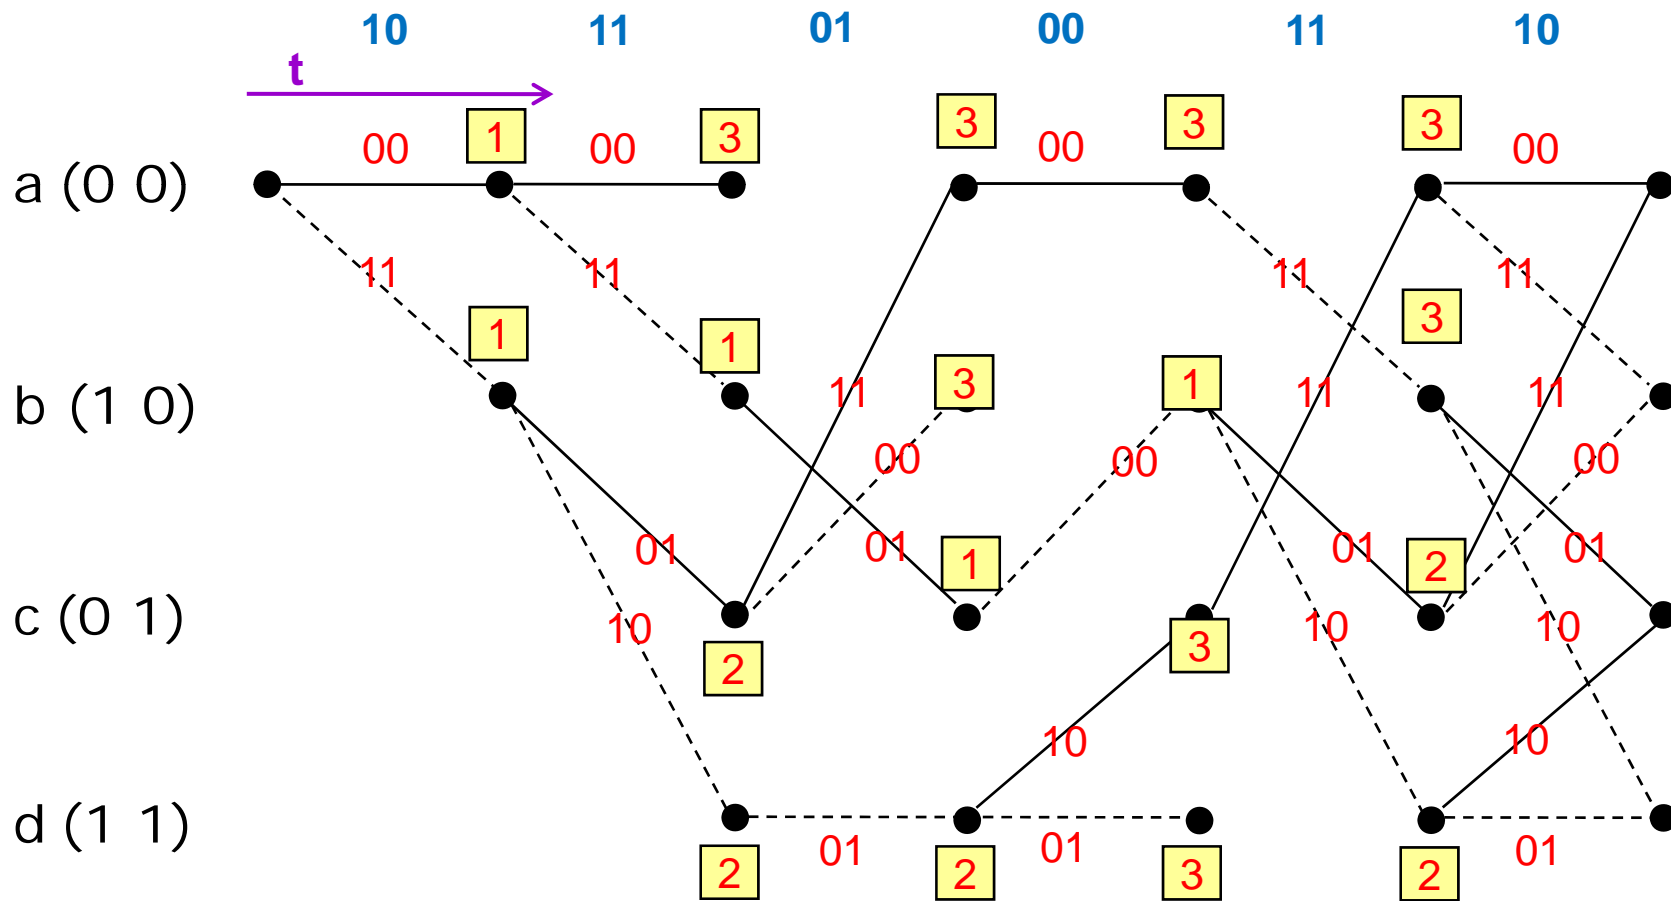 10 11 01 00 11 10
t
1 3 3 3 3
00 00 00 00
a (0 0)
11 11 11 11
1 1 3
3 1
b (1 0)
11 11 11
00 00 00
01 01 01 01
1 2
c (0 1)
10 10 10
2 3
10 10
d (1 1)
01 01 01
2 2 3 2